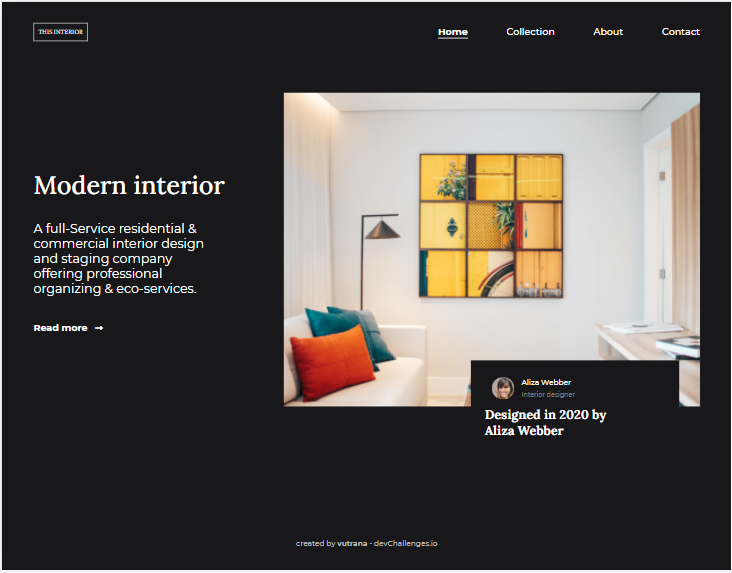 THIS INTERIOR
Home Collection About Contact
Modern interior
A full-Service residential &
commercial interior design
and staging company
offering professional
organizing & eco-services.
Read more →
Aliza Webber
Interior designer
Designed in 2020 by
Aliza Webber
created by vutrana - devChallenges.io